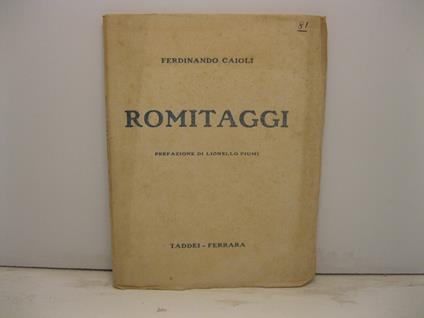 81
FERDINANDO CAIOLI
ROMITAGGI
PREFAZIONE DI LIONELLO FIUMI
TADDEI - FERRARA